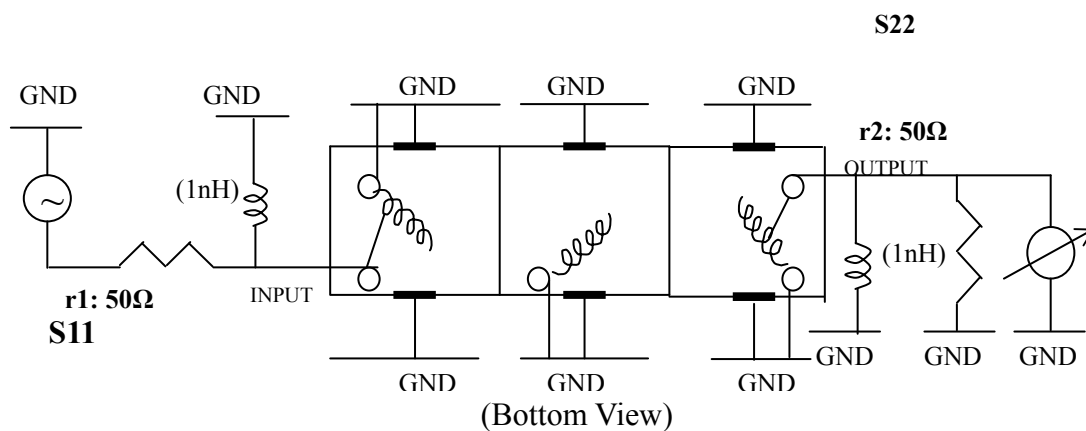 S22
GND
GND
GND
GND
GND
r2: 50Ω
OUTPUT
(1nH)
(1nH)
r1: 50Ω
INPUT
S11
GND
GND
GND
GND
GND
GND
(Bottom View)